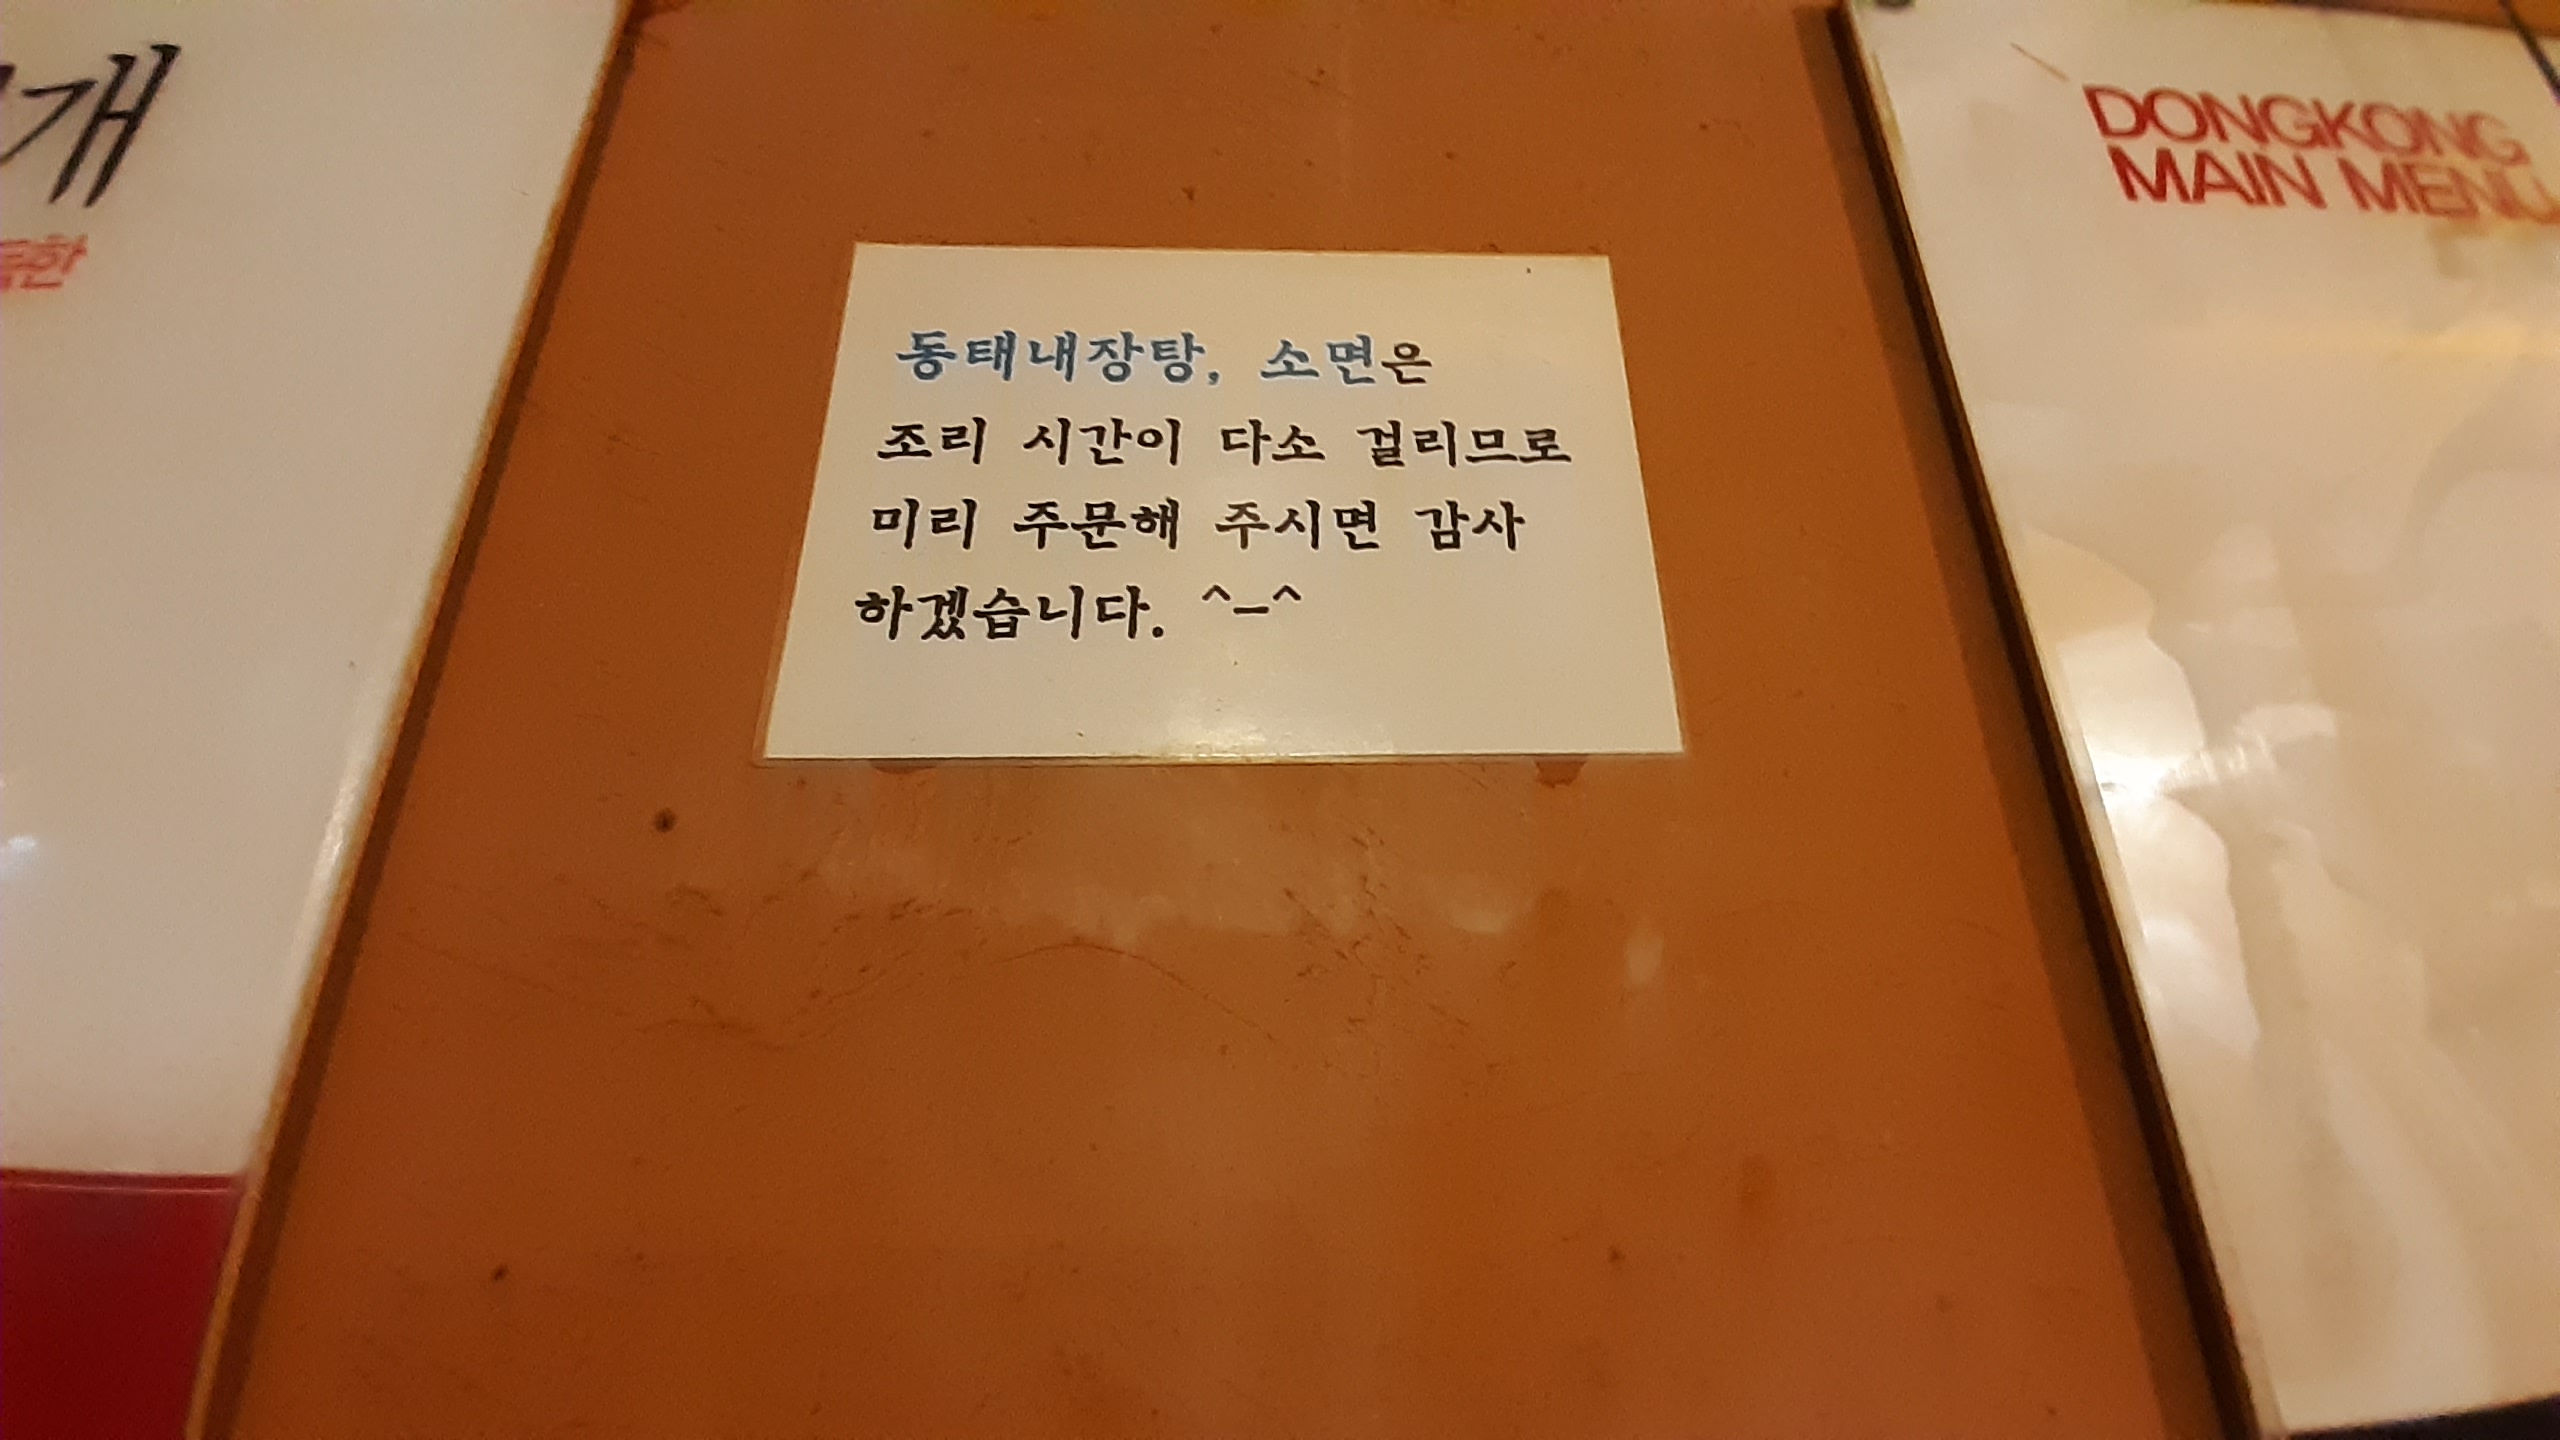 개
한
동태내장탕, 소면은
조리 시간이 다소 걸리므로
미리 주문해 주시면 감사
하겠습니다. ^-^
DONGKONG
MAIN MENU